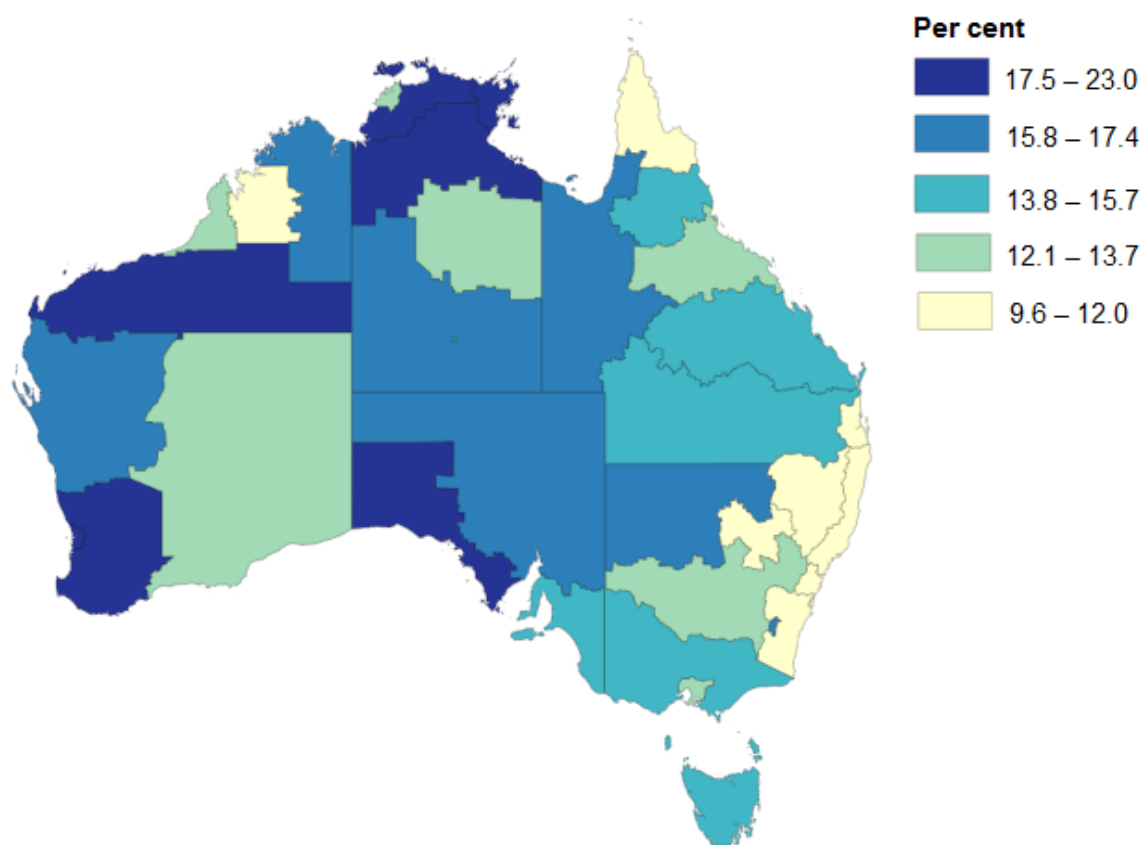 Per cent
17.5 – 23.0
15.8 – 17.4
13.8 – 15.7
12.1 – 13.7
9.6 – 12.0